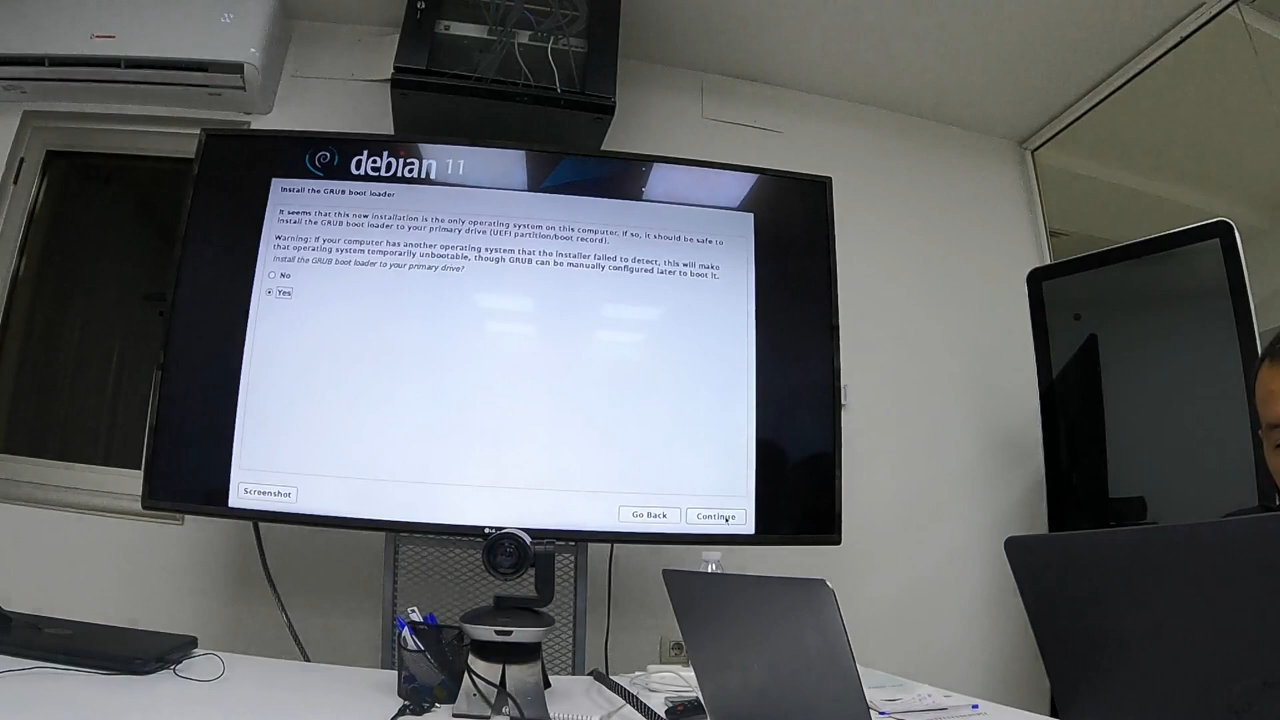 debian 11
Install the GRUB boot loader
It seems that this new installation is the only operating system on this computer. If so, it should be safe to
install the GRUB boot loader to your primary drive (UEFI partition/boot record).
Warning: If your computer has another operating system that the installer failed to detect, this will make
that operating system temporarily unbootable, though GRUB can be manually configured later to boot it.
Install the GRUB boot loader to your primary drive?
No
Yes
Screenshot
Go Back
Continue
LG